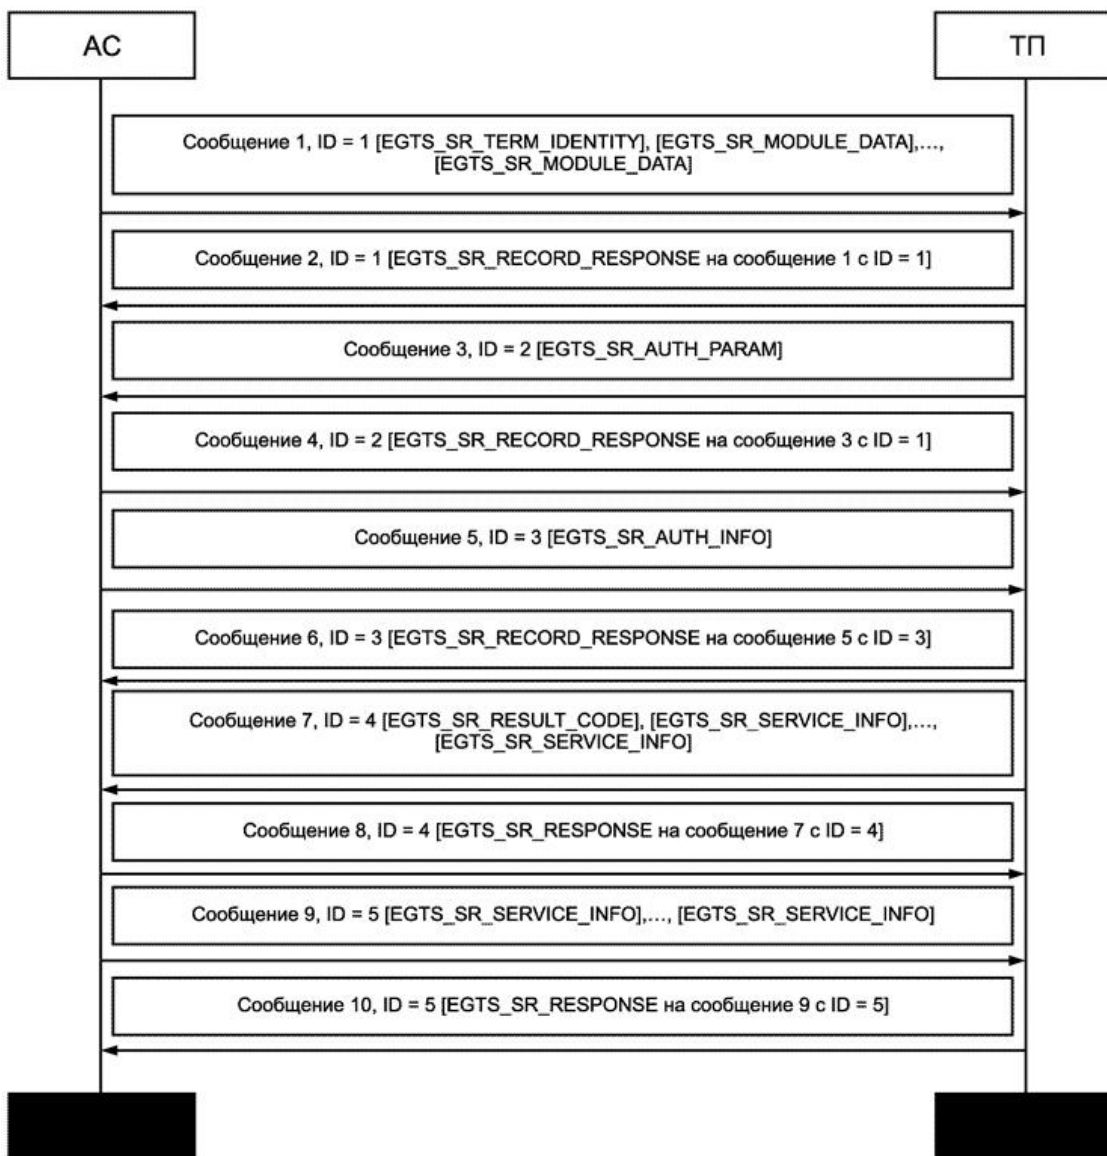 АС
ТП
Сообщение 1, ID = 1 [EGTS_SR_TERM_IDENTITY], [EGTS_SR_MODULE_DATA],...,
[EGTS_SR_MODULE_DATA]
Сообщение 2, ID = 1 [EGTS_SR_RECORD_RESPONSE на сообщение 1 с ID = 1]
Сообщение 3, ID = 2 [EGTS_SR_AUTH_PARAM]
Сообщение 4, ID = 2 [EGTS_SR_RECORD_RESPONSE на сообщение 3 с ID = 1]
Сообщение 5, ID = 3 [EGTS_SR_AUTH_INFO]
Сообщение 6, ID = 3 [EGTS_SR_RECORD_RESPONSE на сообщение 5 с ID = 3]
Сообщение 7, ID = 4 [EGTS_SR_RESULT_CODE], [EGTS_SR_SERVICE_INFO],...,
[EGTS_SR_SERVICE_INFO]
Сообщение 8, ID = 4 [EGTS_SR_RESPONSE на сообщение 7 с ID = 4]
Сообщение 9, ID = 5 [EGTS_SR_SERVICE_INFO],..., [EGTS_SR_SERVICE_INFO]
Сообщение 10, ID = 5 [EGTS_SR_RESPONSE на сообщение 9 с ID = 5]